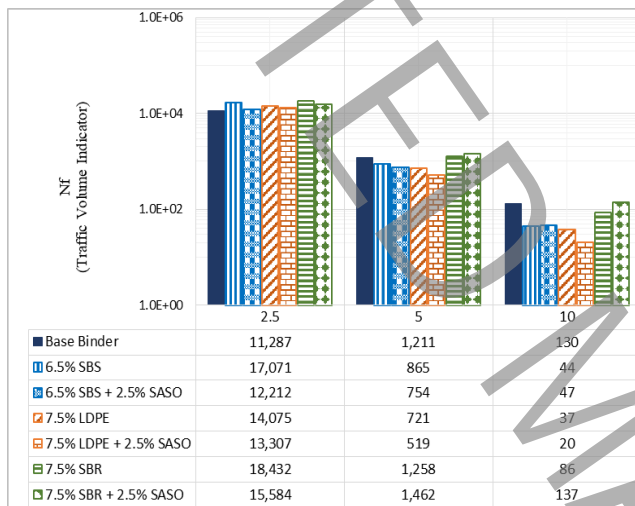 1.0E+06
1.0E+04
1.0E+02
1.0E+00
Nf
(Traffic Volume Indicator)
2.5 5 10
Base Binder 11,287 1,211 130
6.5% SBS 17,071 865 44
6.5% SBS + 2.5% SASO 12,212 754 47
7.5% LDPE 14,075 721 37
7.5% LDPE + 2.5% SASO 13,307 519 20
7.5% SBR 18,432 1,258 86
7.5% SBR + 2.5% SASO 15,584 1,462 137